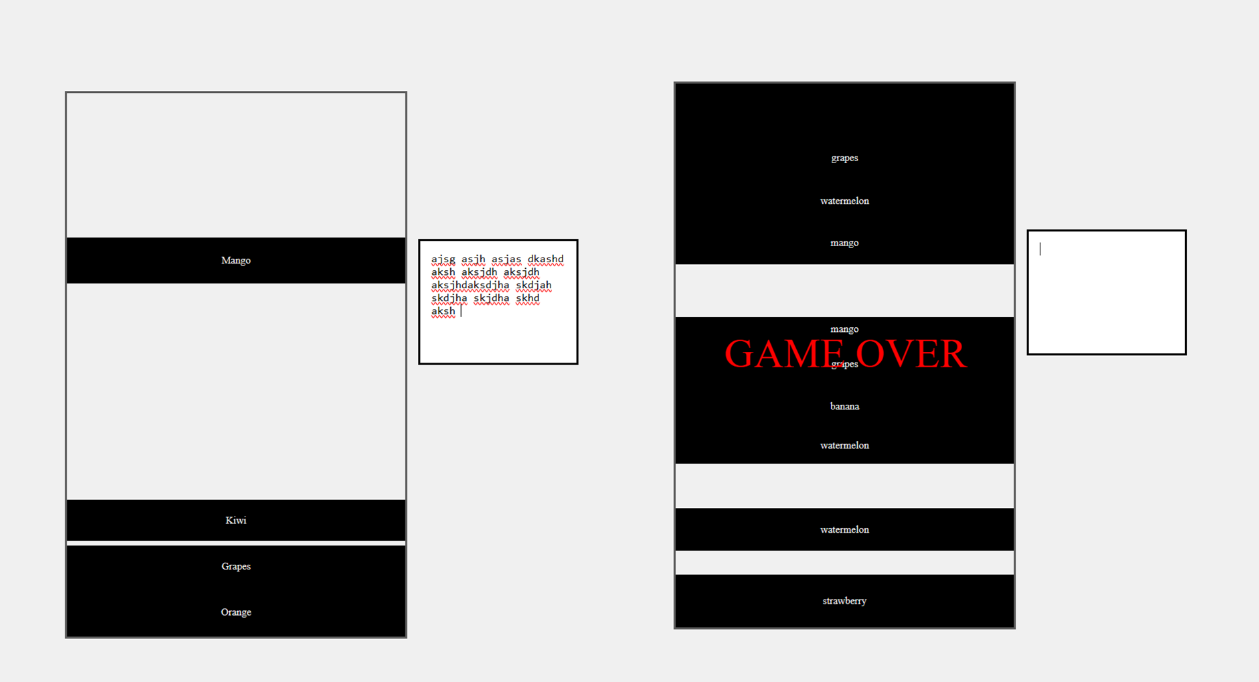 Mango
Kiwi
Grapes
Orange
ajsg asjh asjas dkashd
aksh aksjdh aksjdh
aksjhdaksdjha skdjah
skdjha skjdha skhd
aksh
grapes
watermelon
mango
mango
GAME OVER
grapes
banana
watermelon
watermelon
strawberry